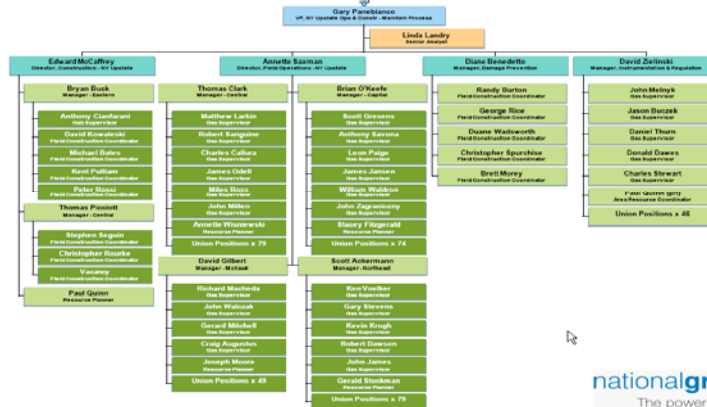 Gary Panebianco
VP, NY Upstate Ops & Constr - Maintain Process
Linda Landry
Senior Analyst
Edward McCaffrey
Director, Construction - NY Upstate
Annette Saxman
Director, Field Operations - NY Upstate
Diane Benedetto
Manager, Damage Prevention
David Zielinski
Manager, Instrumentation & Regulation
Bryan Buck
Manager - Eastern
Anthony Cianfarani
Hub Supervisor
David Kowaleski
Field Construction Coordinator
Michael Bates
Field Construction Coordinator
Kent Pulliam
Field Construction Coordinator
Peter Rossi
Field Construction Coordinator
Thomas Picciott
Manager - Central
Stephen Seguin
Field Construction Coordinator
Christopher Rourke
Field Construction Coordinator
Vacancy
Field Construction Coordinator
Paul Quinn
Resource Planner
Thomas Clark
Manager - Central
Matthew Larkin
Gas Supervisor
Robert Sanguine
Gas Supervisor
Charles Callura
Gas Supervisor
James Odell
Gas Supervisor
Miles Ross
Gas Supervisor
John Millen
Gas Supervisor
Annette Wisniewski
Resource Planner
Union Positions x 79
David Gilbert
Manager - Mohawk
Richard Macheda
Gas Supervisor
John Walczak
Gas Supervisor
Gerard Mitchell
Gas Supervisor
Craig Augustus
Gas Supervisor
Joseph Moore
Resource Planner
Union Positions x 49
Brian O'Keefe
Manager - Capital
Scott Gresens
Gas Supervisor
Anthony Savona
Gas Supervisor
Leon Paige
Gas Supervisor
James Jansen
Gas Supervisor
William Waldron
Gas Supervisor
John Zagraniczny
Gas Supervisor
Stacey Fitzgerald
Resource Planner
Union Positions x 74
Scott Ackermann
Manager - Northeast
Ken Voelker
Gas Supervisor
Gary Stevens
Gas Supervisor
Kevin Krogh
Gas Supervisor
Robert Dawson
Gas Supervisor
John James
Gas Supervisor
Gerald Stockman
Resource Planner
Union Positions x 79
Randy Burton
Field Construction Coordinator
George Rice
Field Construction Coordinator
Duane Wadsworth
Field Construction Coordinator
Christopher Spurchise
Field Construction Coordinator
Brett Morey
Field Construction Coordinator
John Melnyk
Gas Supervisor
Jason Buczek
Gas Supervisor
Daniel Thurn
Gas Supervisor
Donald Dawes
Gas Supervisor
Charles Stewart
Gas Supervisor
Paul Quinn
Area Resource Coordinator
Union Positions x 46
nationalgr
The power